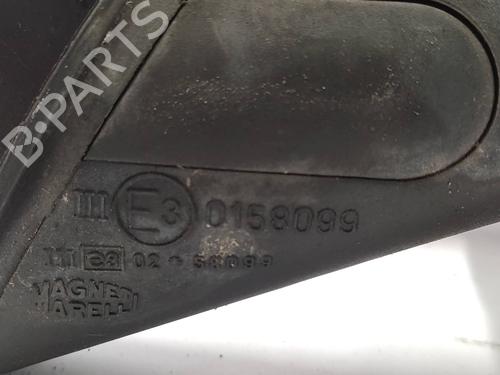 B-PARTS
III E3 0158099
III e3 02 * 58099
MAGNETI
MARELLI